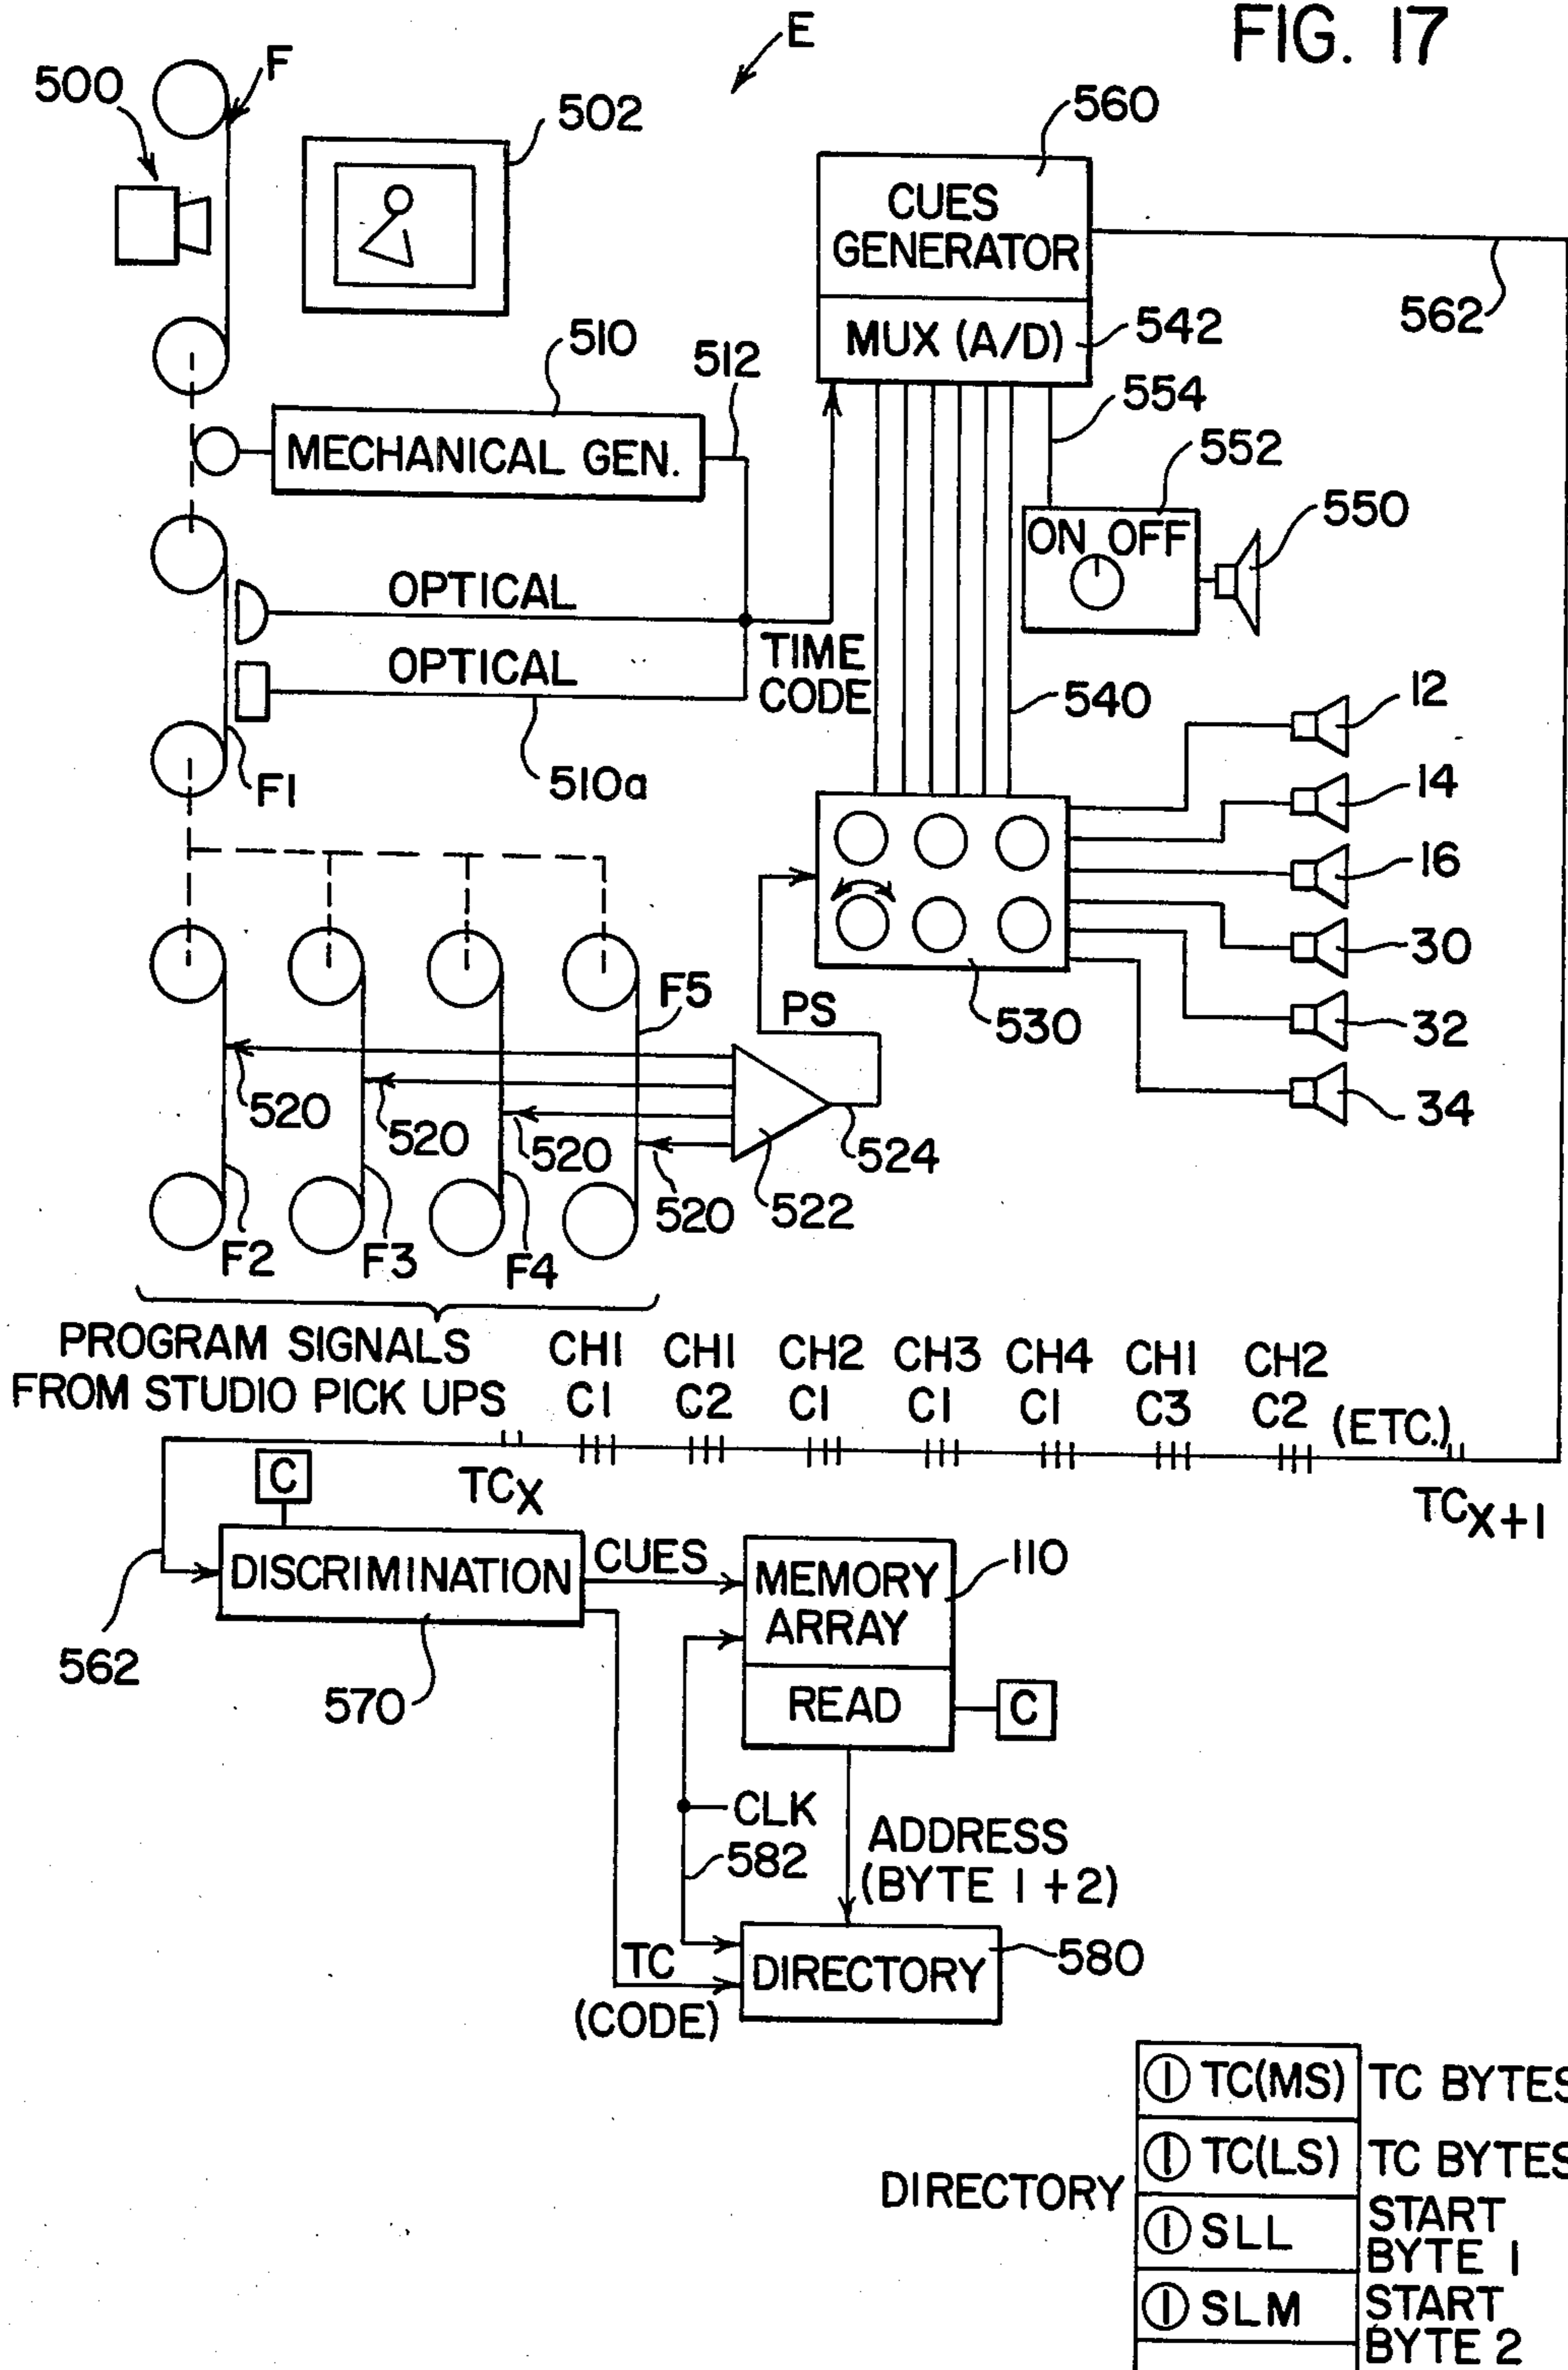 FIG. 17
E
F
500
502
560
CUES
GENERATOR
562
MUX (A/D)
542
510
512
554
MECHANICAL GEN.
552
ON OFF
550
OPTICAL
OPTICAL
TIME
CODE
540
12
F1
510a
14
16
30
F5
PS
530
32
520
520
520
524
34
520
522
F2
F3
F4
PROGRAM SIGNALS
FROM STUDIO PICK UPS
CH1
C1
CH1
C2
CH2
C1
CH3
C1
CH4
C1
CH1
C3
CH2
C2
(ETC.)
C
TCX
TCX+1
DISCRIMINATION
CUES
MEMORY
ARRAY
110
562
570
READ
C
CLK
582
ADDRESS
(BYTE 1 + 2)
TC
(CODE)
DIRECTORY
580
DIRECTORY
① TC(MS) TC BYTES
① TC(LS) TC BYTES
① SLL START
BYTE 1
① SLM START
BYTE 2